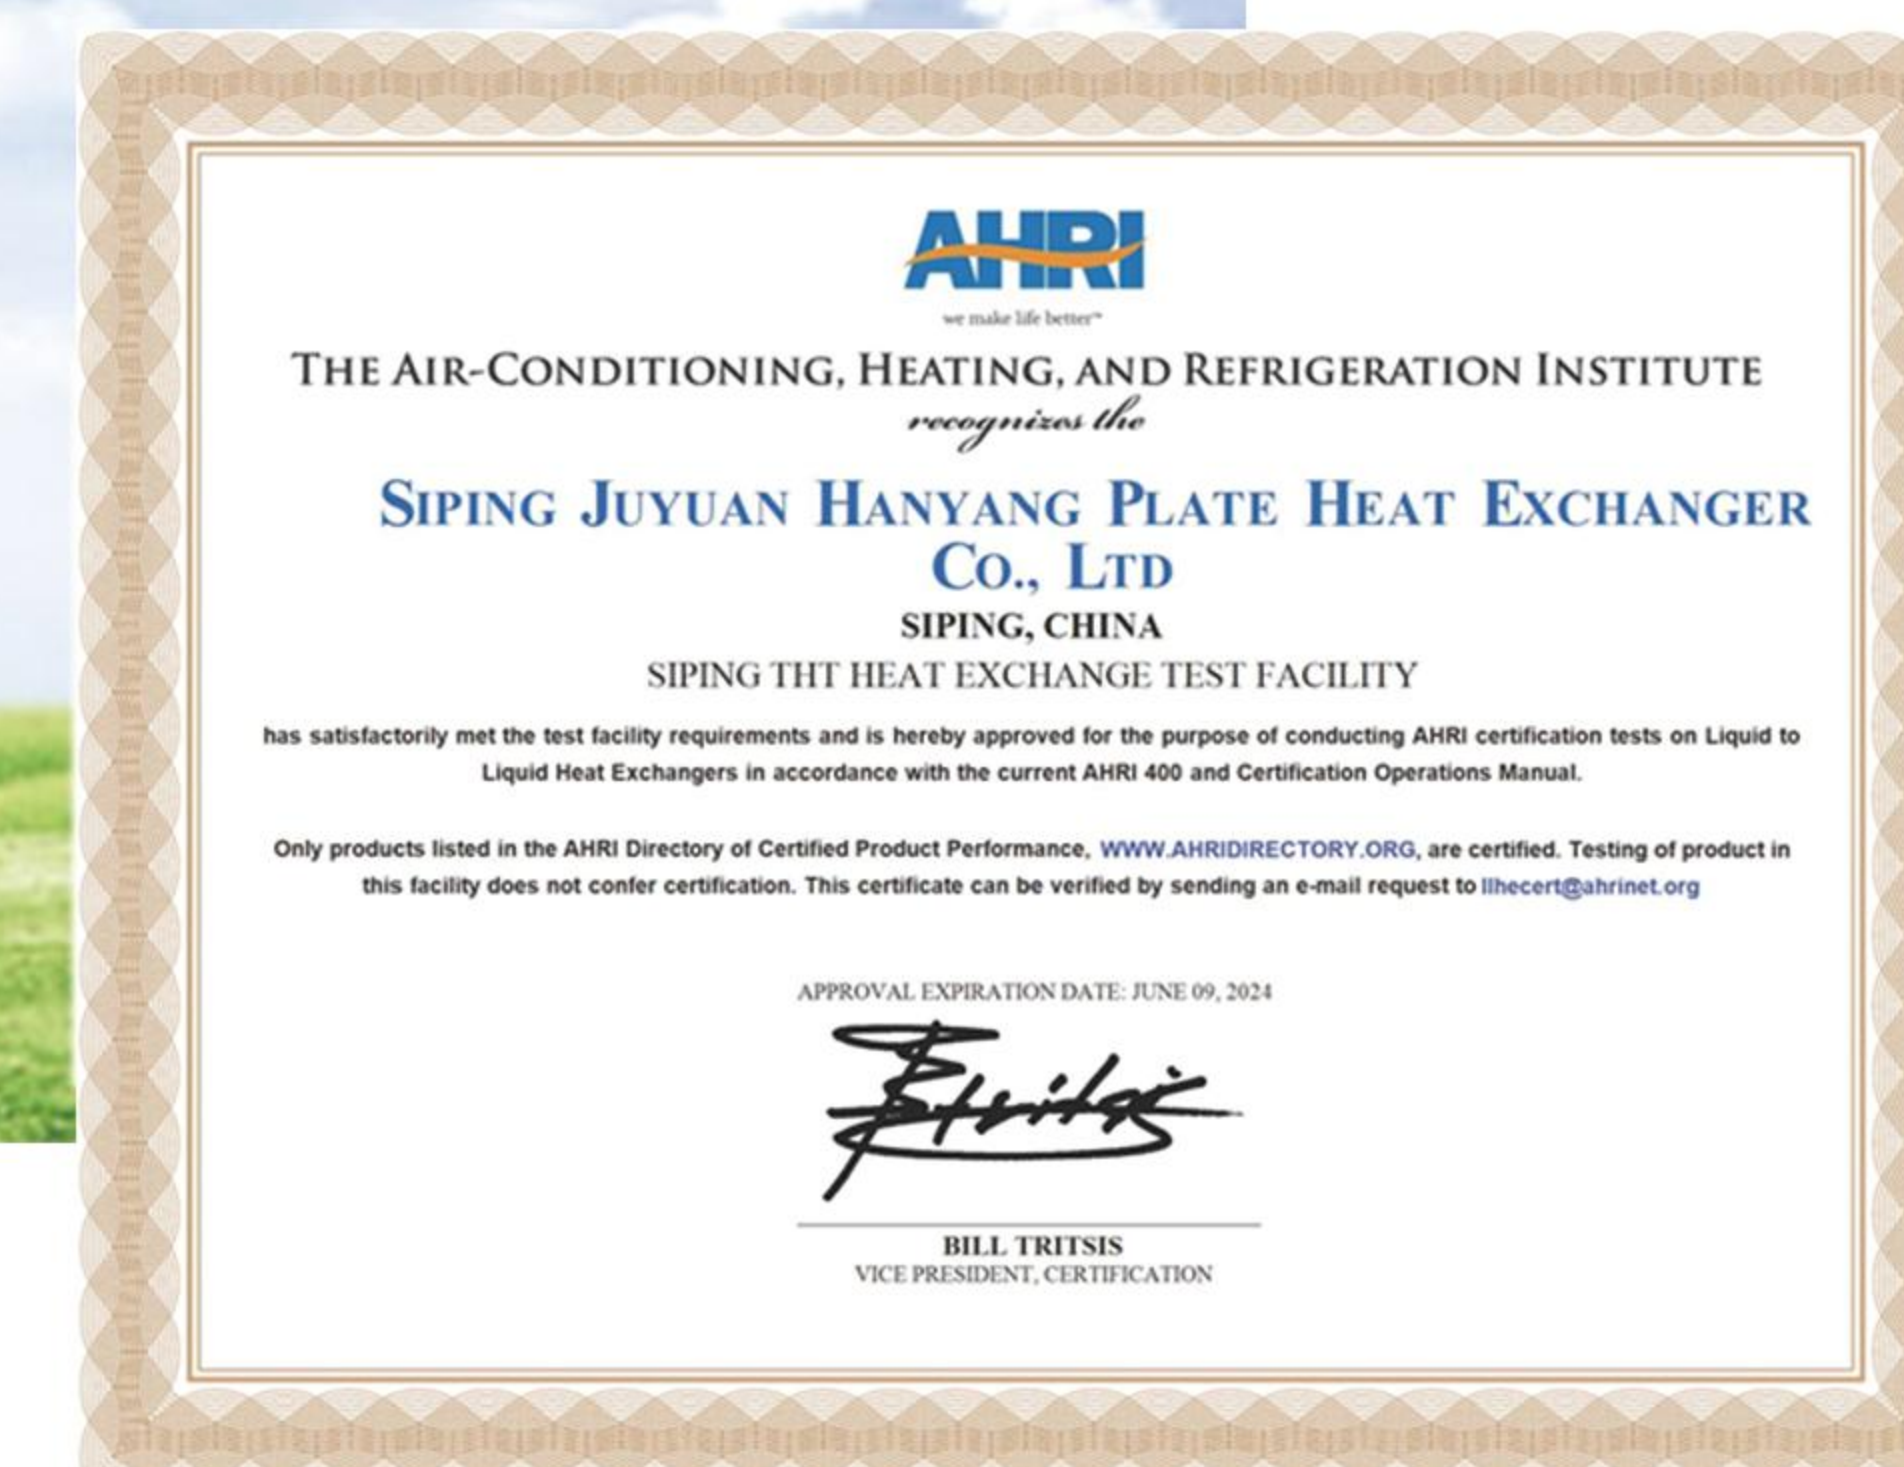 AHRI
we make life better™
THE AIR-CONDITIONING, HEATING, AND REFRIGERATION INSTITUTE
recognizes the
SIPING JUYUAN HANYANG PLATE HEAT EXCHANGER
CO., LTD
SIPING, CHINA
SIPING THT HEAT EXCHANGE TEST FACILITY
has satisfactorily met the test facility requirements and is hereby approved for the purpose of conducting AHRI certification tests on Liquid to
Liquid Heat Exchangers in accordance with the current AHRI 400 and Certification Operations Manual.
Only products listed in the AHRI Directory of Certified Product Performance, WWW.AHRIDIRECTORY.ORG, are certified. Testing of product in
this facility does not confer certification. This certificate can be verified by sending an e-mail request to llhecert@ahrinet.org
APPROVAL EXPIRATION DATE: JUNE 09, 2024
Btritsis
BILL TRITSIS
VICE PRESIDENT, CERTIFICATION